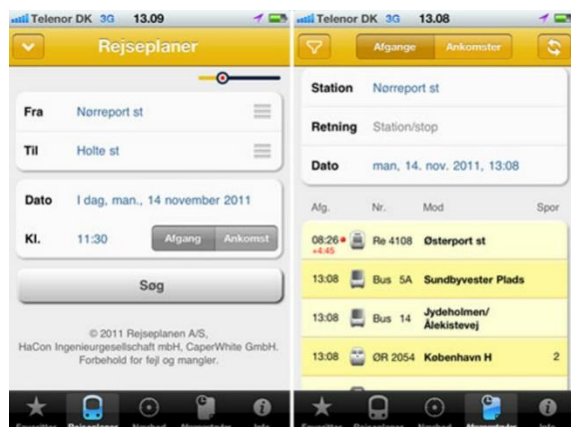 Telenor DK 3G 13.09
Rejseplaner
Fra Nørreport st
Til Holte st
Dato I dag, man., 14 november 2011
Kl. 11:30 Afgang Ankomst
Søg
© 2011 Rejseplanen A/S,
HaCon Ingenieurgesellschaft mbH, CaperWhite GmbH.
Forbehold for fejl og mangler.
Telenor DK 3G 13.08
Afgange Ankomster
Station Nørreport st
Retning Station/stop
Dato man, 14. nov. 2011, 13:08
Afg. Nr. Mod Spor
08:26 Re 4108 Østerport st
+4:45
13:08 Bus 5A Sundbyvester Plads
13:08 Bus 14 Jydeholmen/
Ålekistevej
13:08 ØR 2054 København H 2